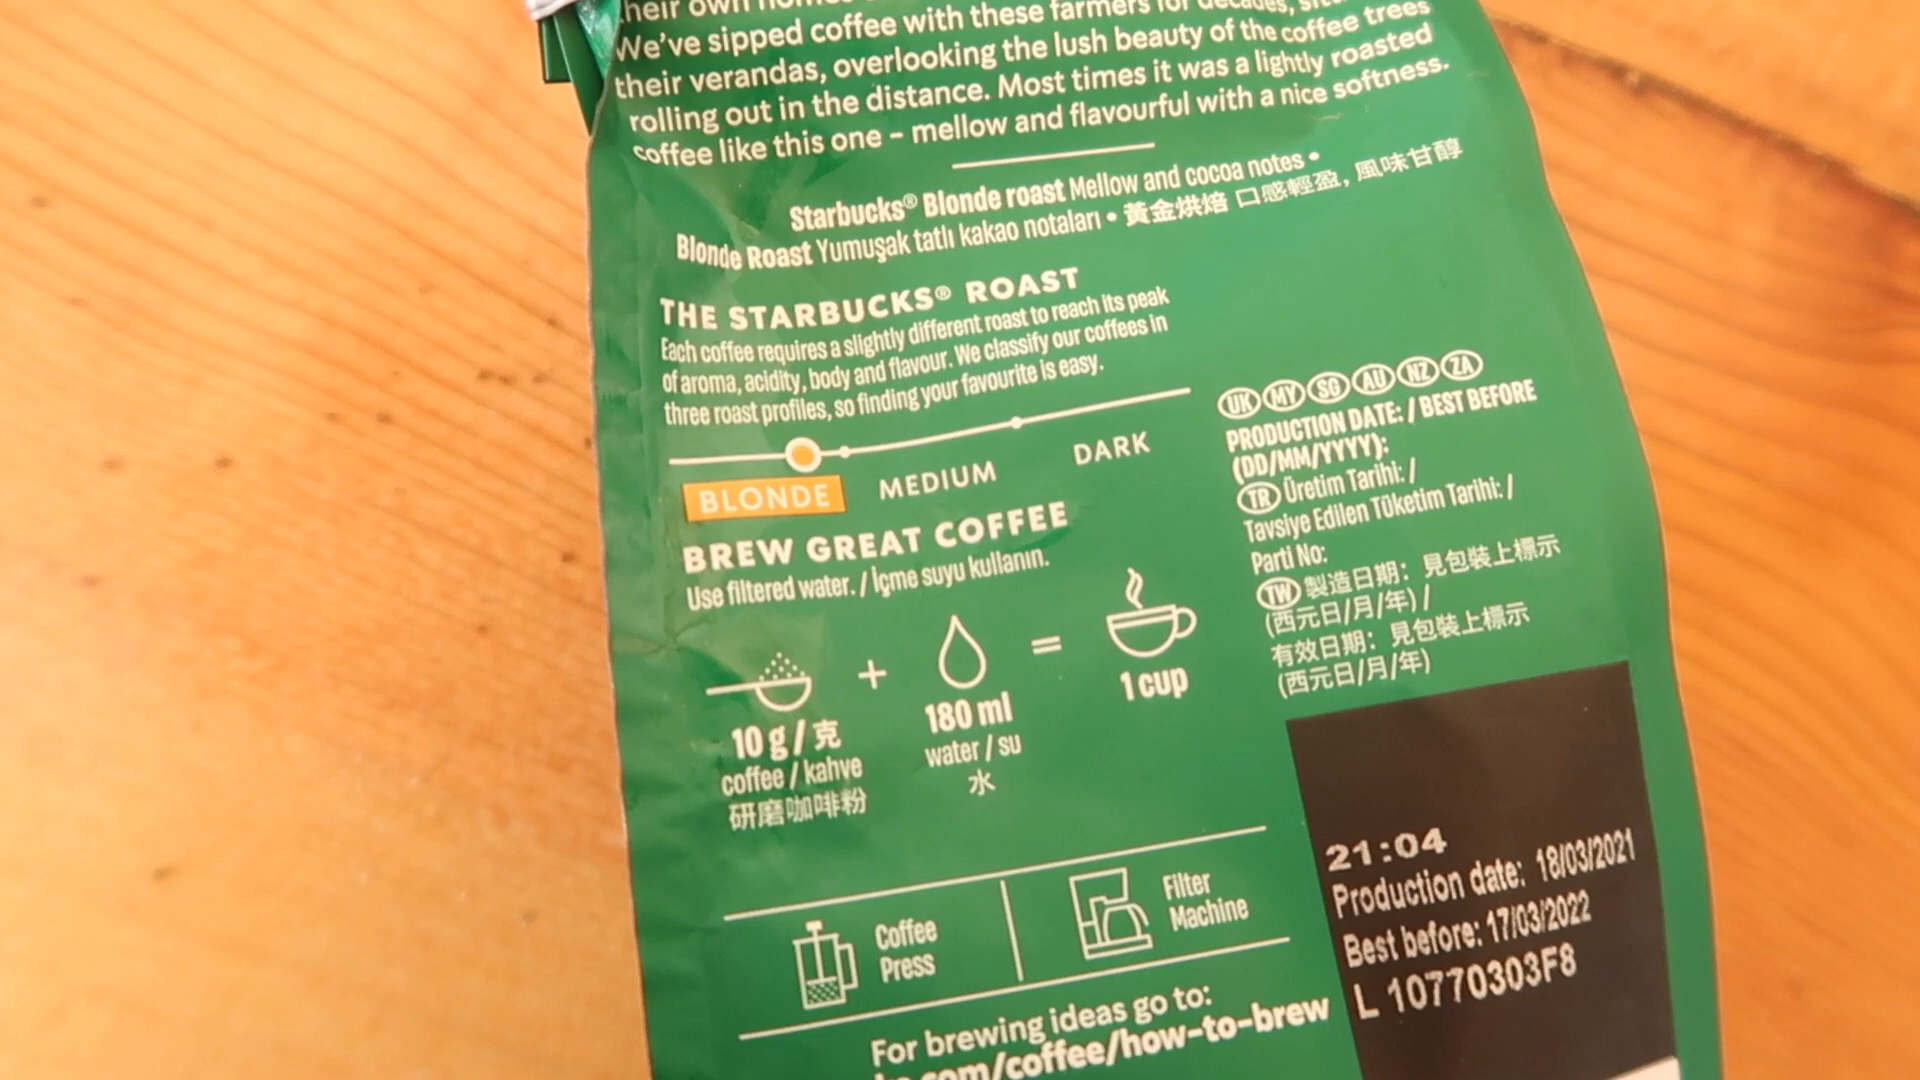 their own
We've sipped coffee with these farmers for decades,
their verandas, overlooking the lush beauty of the coffee trees
rolling out in the distance. Most times it was a lightly roasted
coffee like this one – mellow and flavourful with a nice softness.
Starbucks® Blonde roast Mellow and cocoa notes •
Blonde Roast Yumuşak tatlı kakao notaları • 黃金烘焙 口感輕盈, 風味甘醇
THE STARBUCKS® ROAST
Each coffee requires a slightly different roast to reach its peak
of aroma, acidity, body and flavour. We classify our coffees in
three roast profiles, so finding your favourite is easy.
BLONDE MEDIUM DARK
BREW GREAT COFFEE
Use filtered water. / İçme suyu kullanın.
10 g / 克
coffee / kahve
研磨咖啡粉
+
180 ml
water / su
水
=
1 cup
UK MY SG AU NZ ZA
PRODUCTION DATE: / BEST BEFORE
(DD/MM/YYYY):
TR Üretim Tarihi: /
Tavsiye Edilen Tüketim Tarihi: /
Parti No:
TW 製造日期: 見包裝上標示
(西元日/月/年) /
有效日期: 見包裝上標示
(西元日/月/年)
21:04
Production date: 18/03/2021
Best before: 17/03/2022
L 10770303F8
Coffee
Press
Filter
Machine
For brewing ideas go to:
com/coffee/how-to-brew